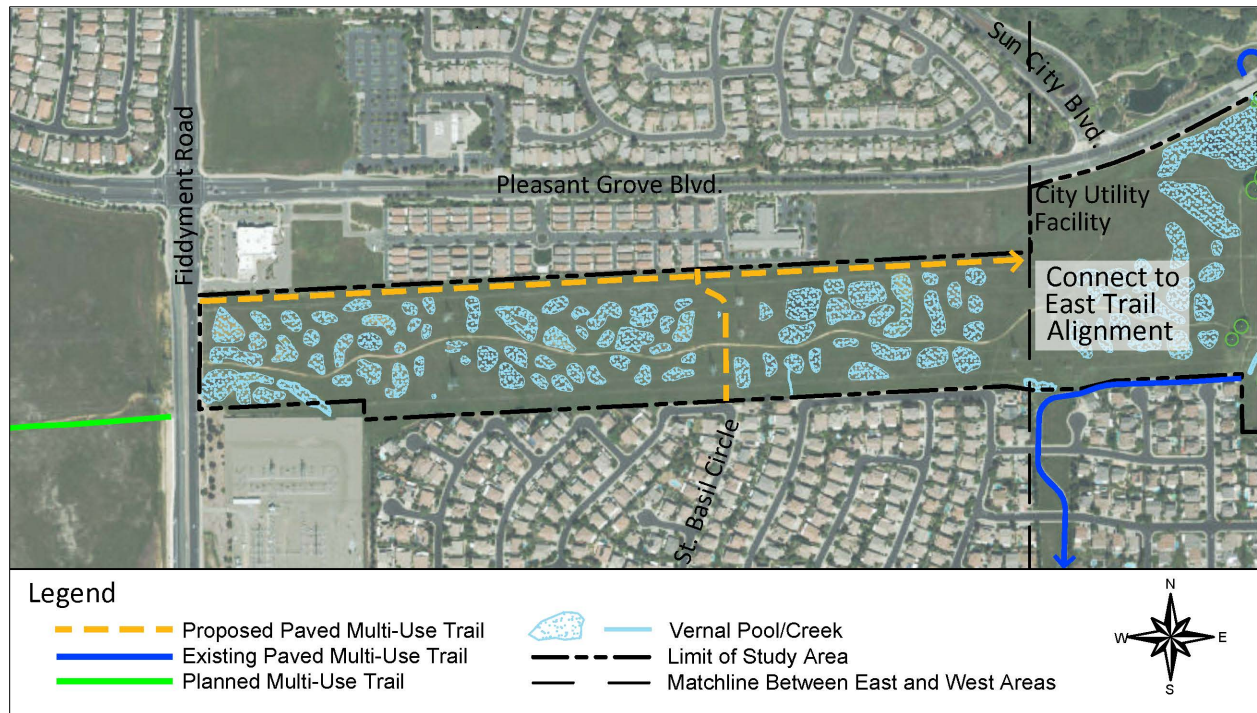 Sun City Blvd.
Fiddyment Road
Pleasant Grove Blvd.
City Utility
Facility
Connect to
East Trail
Alignment
St. Basil Circle
Legend
Proposed Paved Multi-Use Trail
Existing Paved Multi-Use Trail
Planned Multi-Use Trail
Vernal Pool/Creek
Limit of Study Area
Matchline Between East and West Areas
N
W
E
S